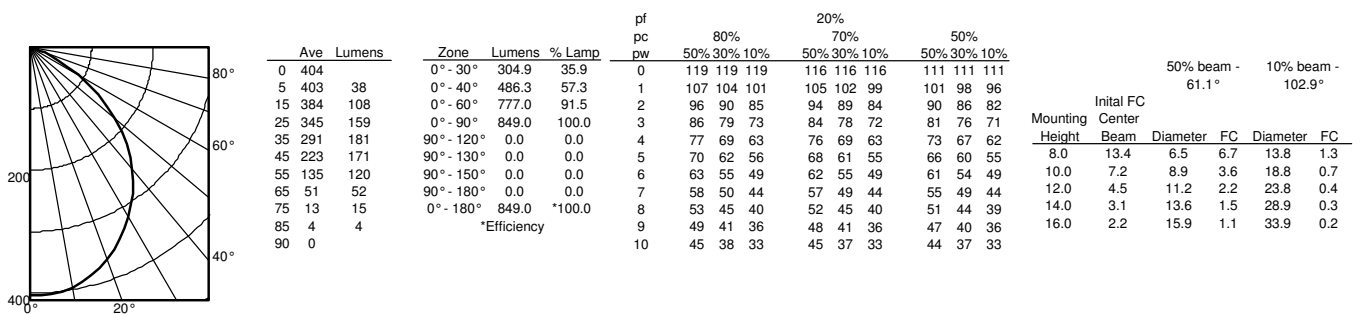 80°
60°
40°
200
400
0°
20°
Ave Lumens
0 404
5 403 38
15 384 108
25 345 159
35 291 181
45 223 171
55 135 120
65 51 52
75 13 15
85 4 4
90 0
Zone Lumens % Lamp
0°- 30° 304.9 35.9
0°- 40° 486.3 57.3
0°- 60° 777.0 91.5
0°- 90° 849.0 100.0
90°- 120° 0.0 0.0
90°- 130° 0.0 0.0
90°- 150° 0.0 0.0
90°- 180° 0.0 0.0
0°- 180° 849.0 *100.0
*Efficiency
pf 20%
pc 80% 70% 50%
pw 50% 30% 10% 50% 30% 10% 50% 30% 10%
0 119 119 119 116 116 116 111 111 111
1 107 104 101 105 102 99 101 98 96
2 96 90 85 94 89 84 90 86 82
3 86 79 73 84 78 72 81 76 71
4 77 69 63 76 69 63 73 67 62
5 70 62 56 68 61 55 66 60 55
6 63 55 49 62 55 49 61 54 49
7 58 50 44 57 49 44 55 49 44
8 53 45 40 52 45 40 51 44 39
9 49 41 36 48 41 36 47 40 36
10 45 38 33 45 37 33 44 37 33
50% beam - 10% beam -
61.1° 102.9°
Inital FC
Mounting Center
Height Beam Diameter FC Diameter FC
8.0 13.4 6.5 6.7 13.8 1.3
10.0 7.2 8.9 3.6 18.8 0.7
12.0 4.5 11.2 2.2 23.8 0.4
14.0 3.1 13.6 1.5 28.9 0.3
16.0 2.2 15.9 1.1 33.9 0.2